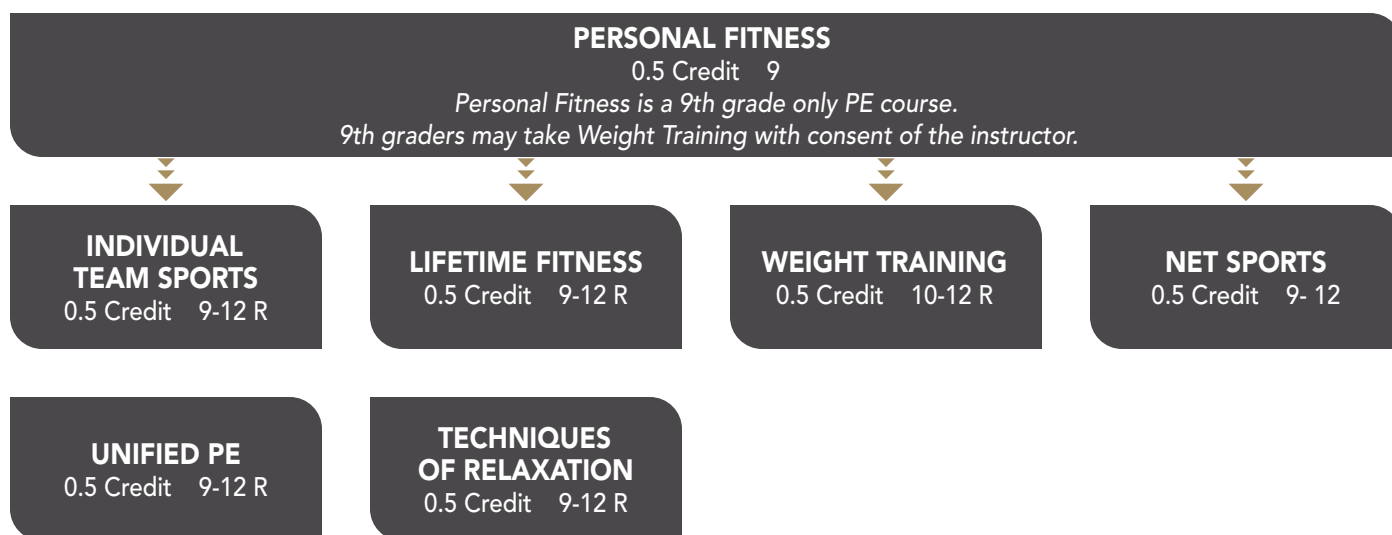 PERSONAL FITNESS
0.5 Credit 9
Personal Fitness is a 9th grade only PE course.
9th graders may take Weight Training with consent of the instructor.
INDIVIDUAL
TEAM SPORTS
0.5 Credit 9-12 R
LIFETIME FITNESS
0.5 Credit 9-12 R
WEIGHT TRAINING
0.5 Credit 10-12 R
NET SPORTS
0.5 Credit 9- 12
UNIFIED PE
0.5 Credit 9-12 R
TECHNIQUES
OF RELAXATION
0.5 Credit 9-12 R